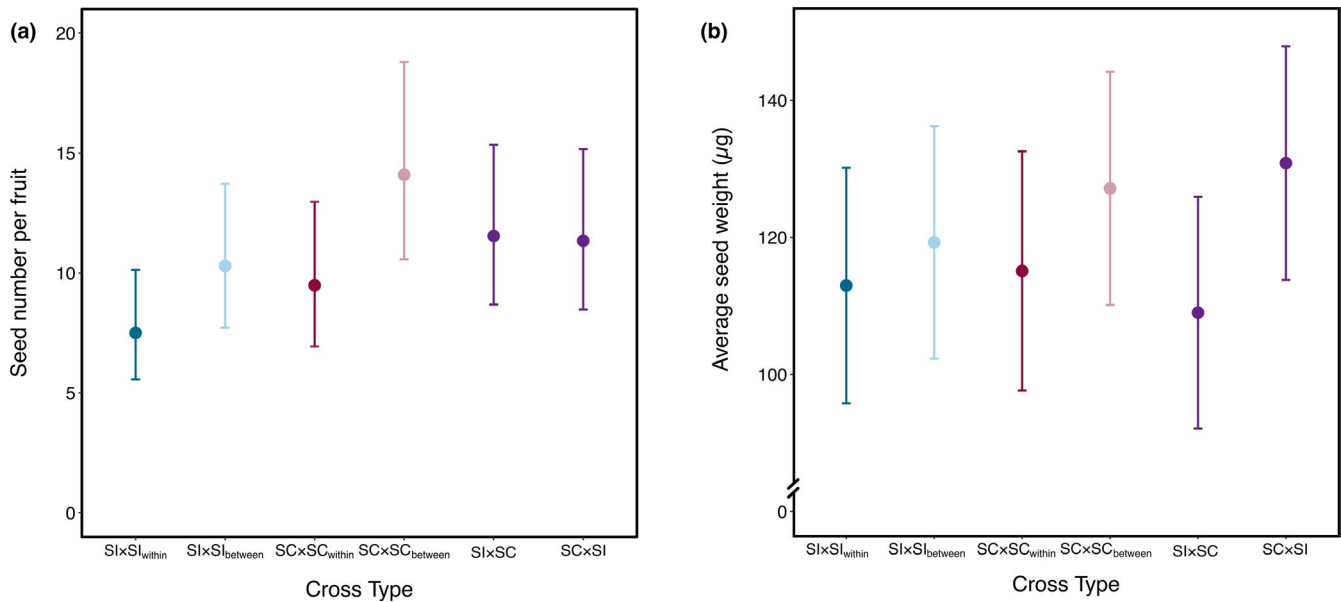 (a)
Seed number per fruit
20
15
10
5
0
SI×SIwithin SI×SIbetween SC×SCwithin SC×SCbetween SI×SC SC×SI
Cross Type
(b)
Average seed weight (µg)
140
120
100
0
SI×SIwithin SI×SIbetween SC×SCwithin SC×SCbetween SI×SC SC×SI
Cross Type